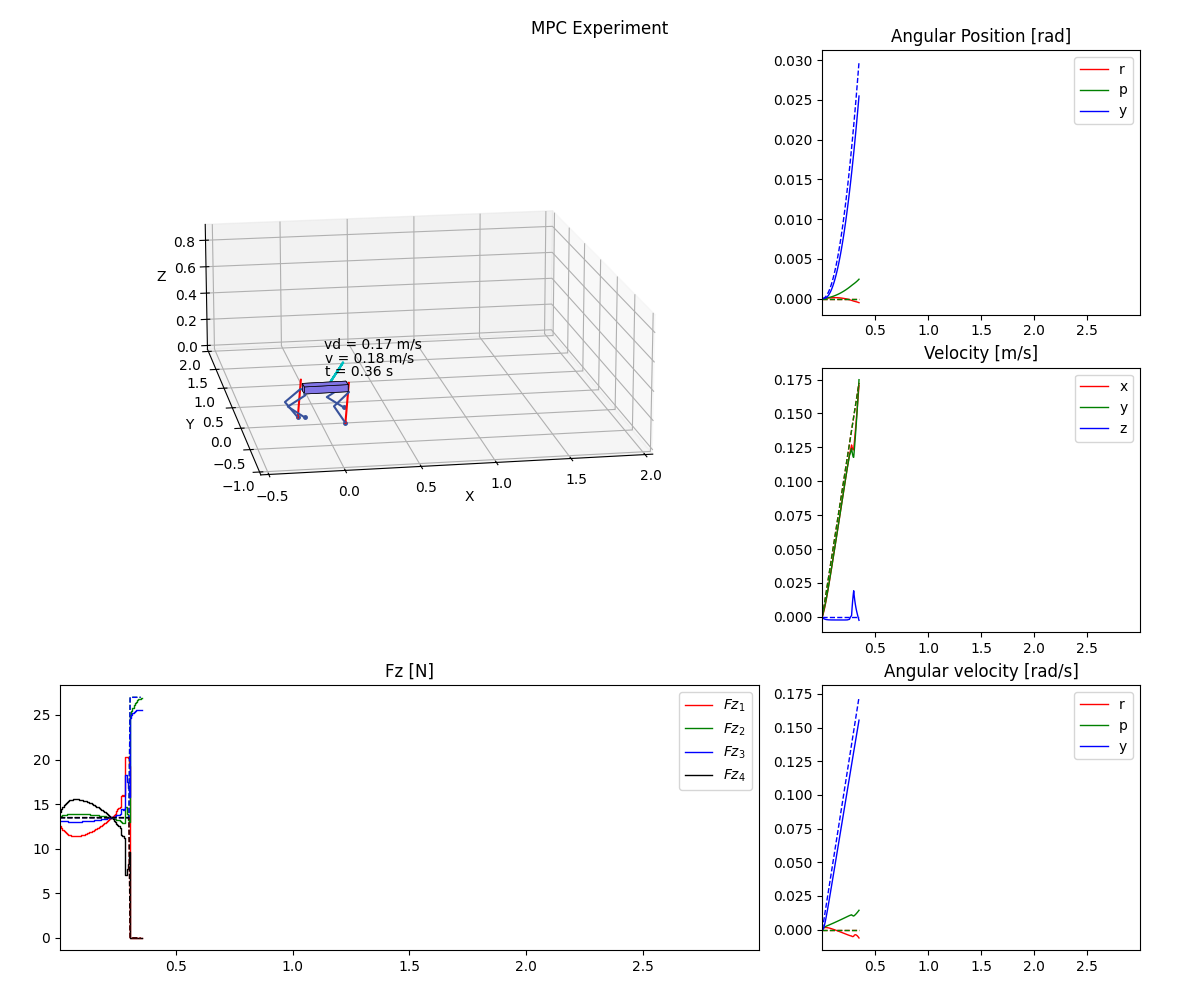 MPC Experiment
Angular Position [rad]
0.030
0.025
0.020
0.015
0.010
0.005
0.000
0.5 1.0 1.5 2.0 2.5
r
p
y
0.8
0.6
0.4
0.2
0.0
Z
2.0
1.5
1.0
0.5
0.0
−0.5
−1.0
Y
−0.5 0.0 0.5 1.0 1.5 2.0
X
vd = 0.17 m/s
v = 0.18 m/s
t = 0.36 s
Velocity [m/s]
0.175
0.150
0.125
0.100
0.075
0.050
0.025
0.000
0.5 1.0 1.5 2.0 2.5
x
y
z
Fz [N]
25
20
15
10
5
0
0.5 1.0 1.5 2.0 2.5
Fz1
Fz2
Fz3
Fz4
Angular velocity [rad/s]
0.175
0.150
0.125
0.100
0.075
0.050
0.025
0.000
0.5 1.0 1.5 2.0 2.5
r
p
y